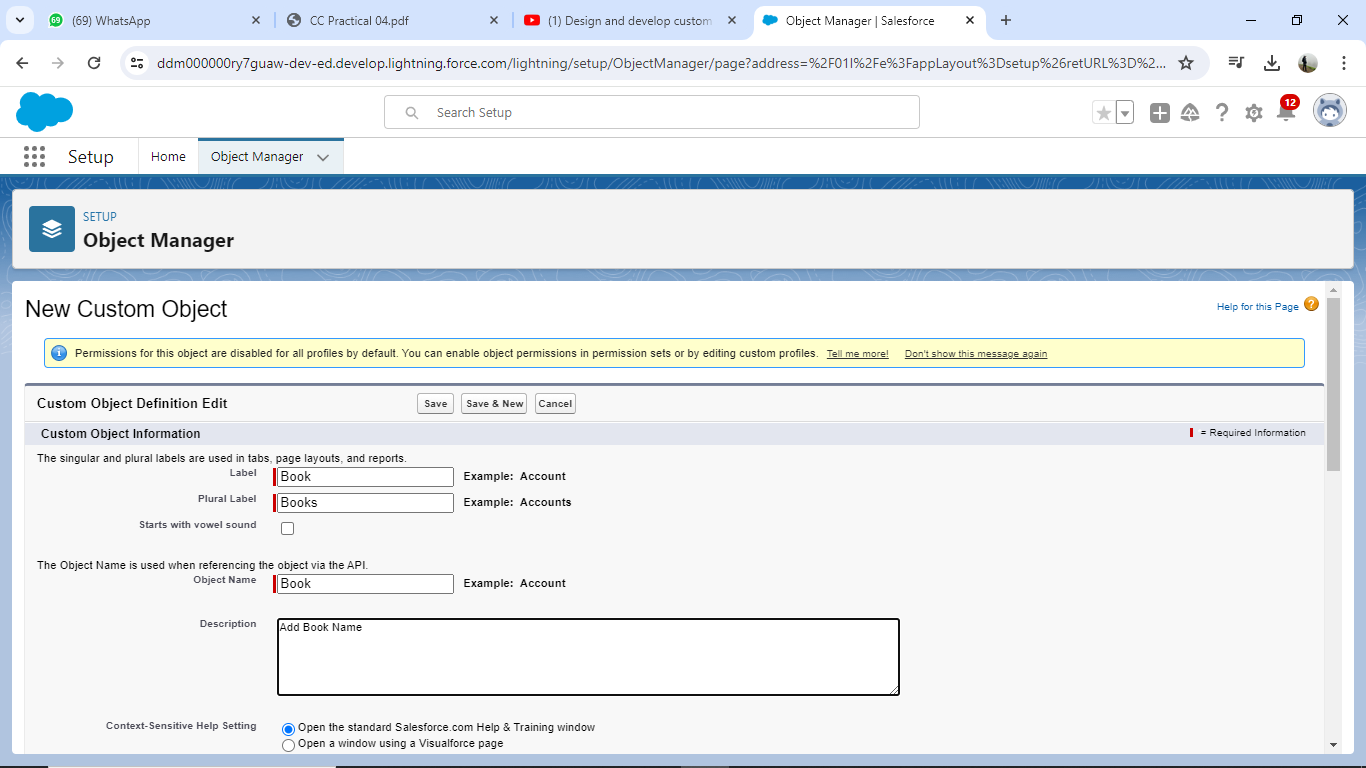 (69) WhatsApp
CC Practical 04.pdf
(1) Design and develop custom
Object Manager | Salesforce
ddm000000ry7guaw-dev-ed.develop.lightning.force.com/lightning/setup/ObjectManager/page?address=%2F01I%2Fe%3FappLayout%3Dsetup%26retURL%3D%2...
Search Setup
12
Setup
Home
Object Manager
SETUP
Object Manager
New Custom Object
Help for this Page ?
i Permissions for this object are disabled for all profiles by default. You can enable object permissions in permission sets or by editing custom profiles. Tell me more! Don't show this message again
Custom Object Definition Edit Save Save & New Cancel
Custom Object Information = Required Information
The singular and plural labels are used in tabs, page layouts, and reports.
Label Book Example: Account
Plural Label Books Example: Accounts
Starts with vowel sound
The Object Name is used when referencing the object via the API.
Object Name Book Example: Account
Description Add Book Name
Context-Sensitive Help Setting Open the standard Salesforce.com Help & Training window
Open a window using a Visualforce page